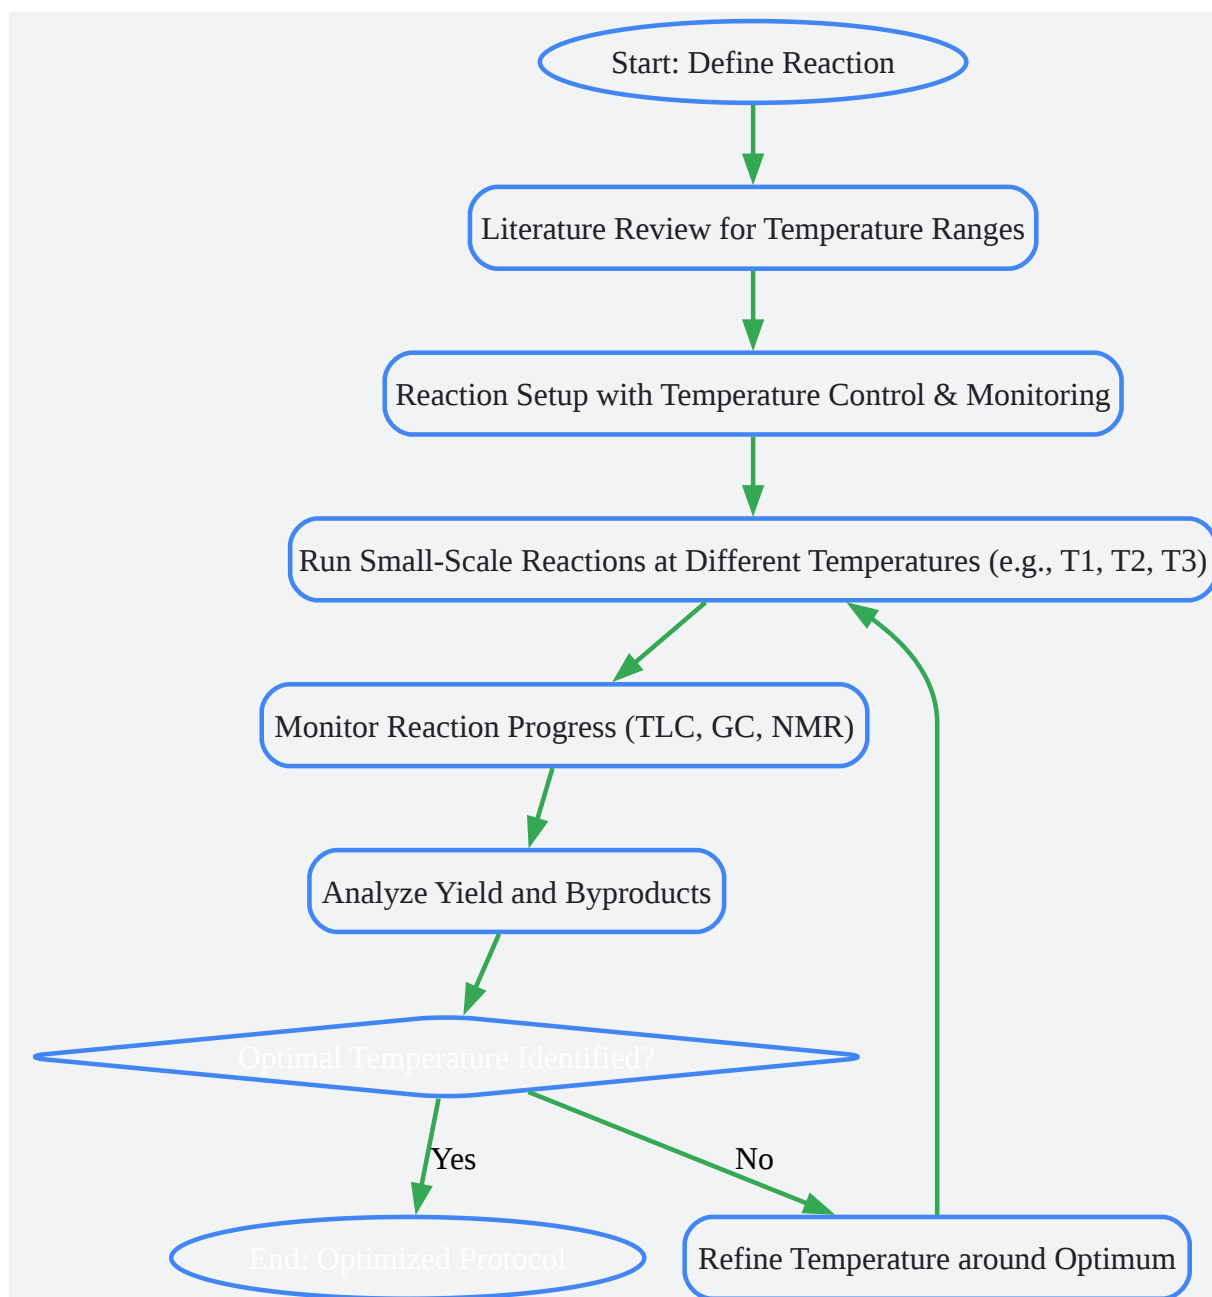 Start: Define Reaction
Literature Review for Temperature Ranges
Reaction Setup with Temperature Control & Monitoring
Run Small-Scale Reactions at Different Temperatures (e.g., T1, T2, T3)
Monitor Reaction Progress (TLC, GC, NMR)
Analyze Yield and Byproducts
Optimal Temperature Identified?
Yes
No
End: Optimized Protocol
Refine Temperature around Optimum